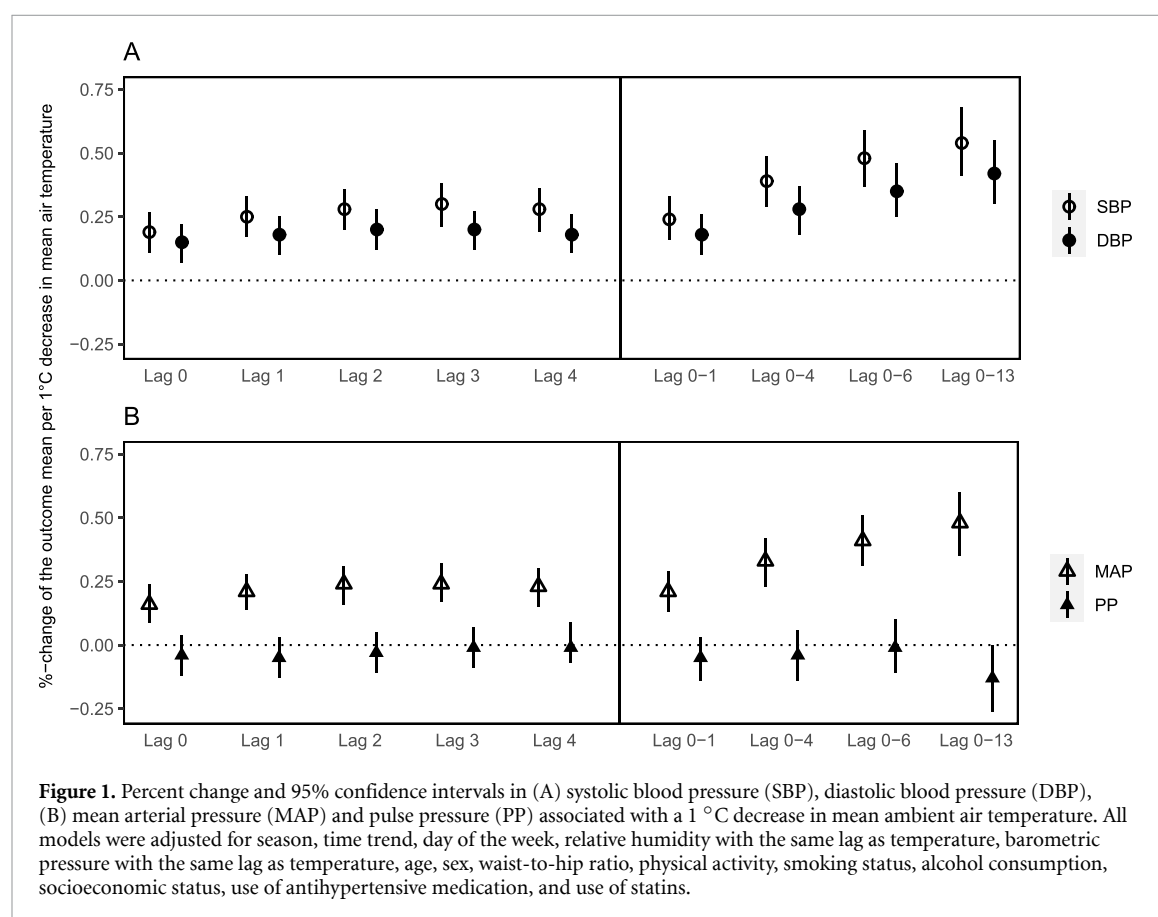 A
%−change of the outcome mean per 1°C decrease in mean air temperature
0.75
0.50
0.25
0.00
−0.25
Lag 0 Lag 1 Lag 2 Lag 3 Lag 4 Lag 0−1 Lag 0−4 Lag 0−6 Lag 0−13
SBP
DBP
B
0.75
0.50
0.25
0.00
−0.25
Lag 0 Lag 1 Lag 2 Lag 3 Lag 4 Lag 0−1 Lag 0−4 Lag 0−6 Lag 0−13
MAP
PP
Figure 1. Percent change and 95% confidence intervals in (A) systolic blood pressure (SBP), diastolic blood pressure (DBP),
(B) mean arterial pressure (MAP) and pulse pressure (PP) associated with a 1 °C decrease in mean ambient air temperature. All
models were adjusted for season, time trend, day of the week, relative humidity with the same lag as temperature, barometric
pressure with the same lag as temperature, age, sex, waist-to-hip ratio, physical activity, smoking status, alcohol consumption,
socioeconomic status, use of antihypertensive medication, and use of statins.